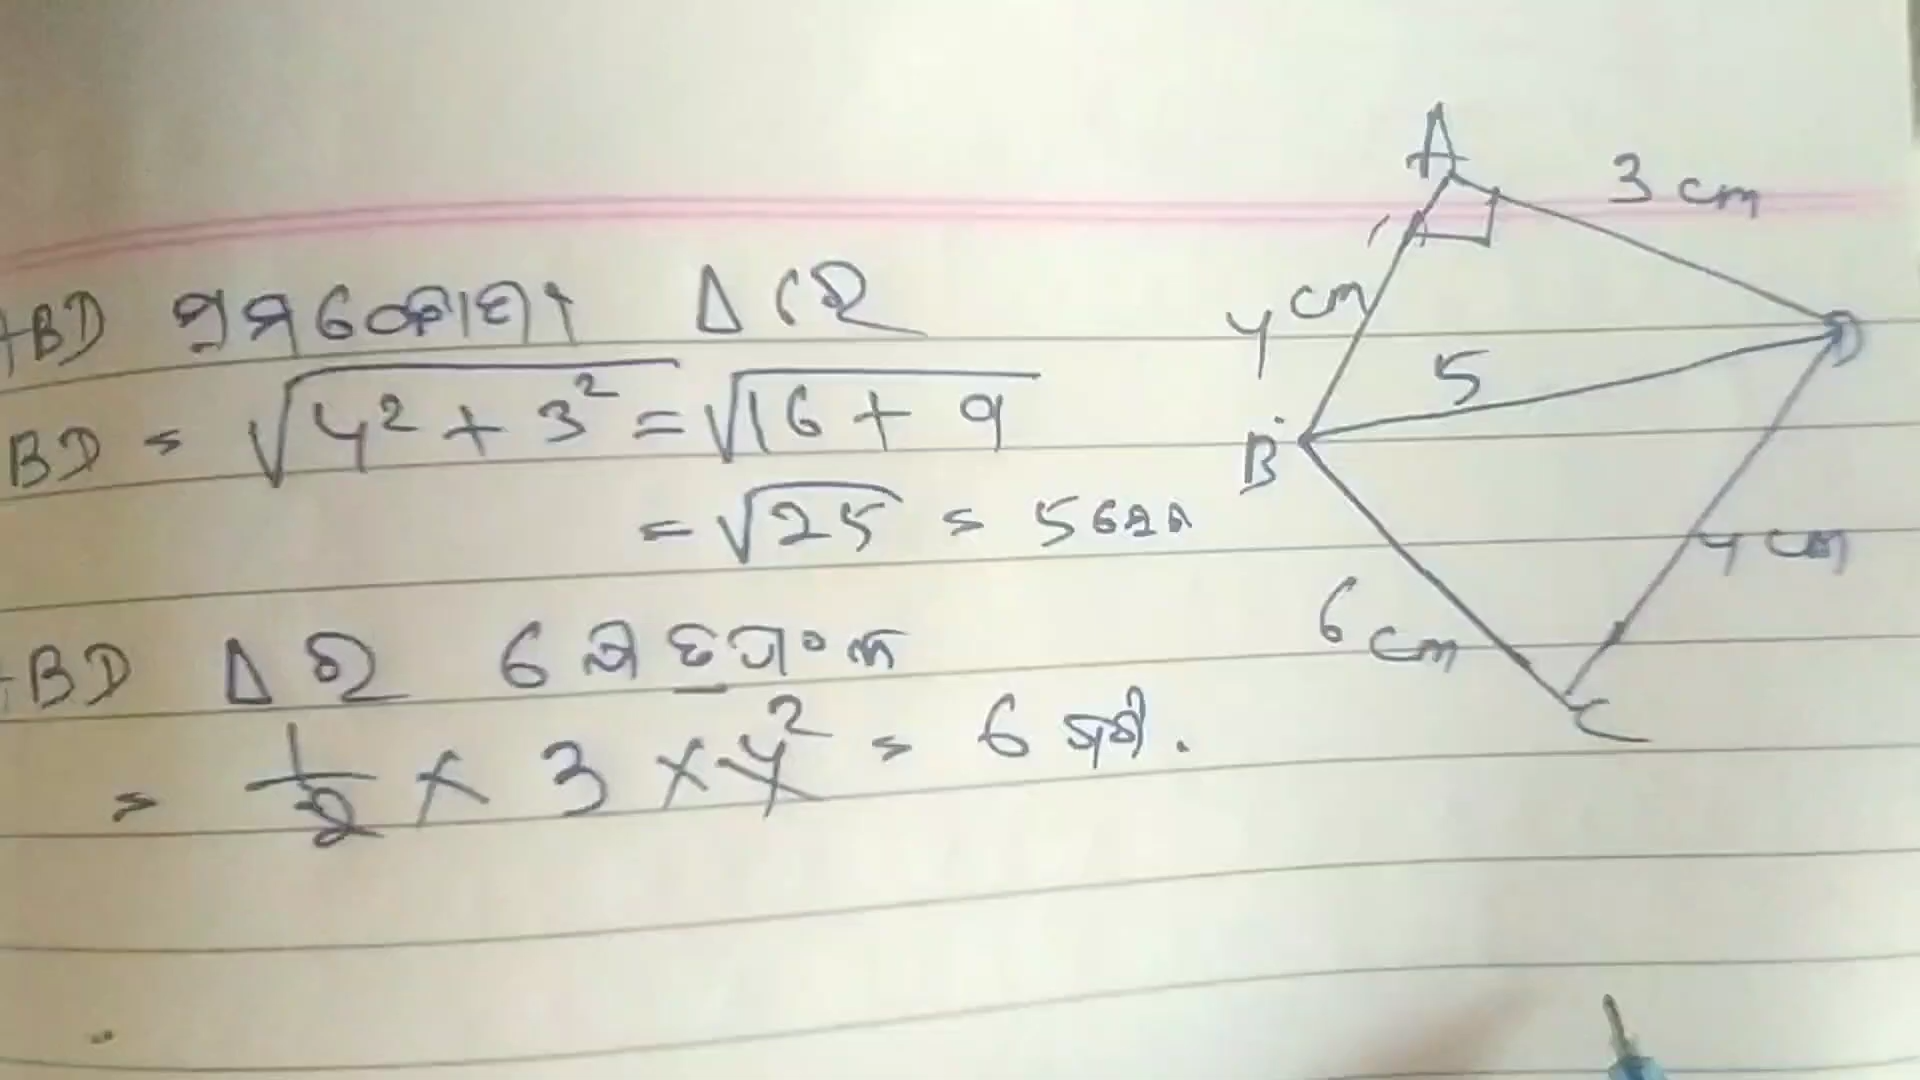 ABD ସମକୋଣୀ Δ ରେ
BD = √4² + 3² = √16 + 9
= √25 = 5 ସେମି
ABD Δ ର କ୍ଷେତ୍ରଫଳ
= 1/2 × 3 × 4 2 = 6 ବର୍ଗ.
A
3 cm
4 cm
D
5
B
4 cm
6 cm
C